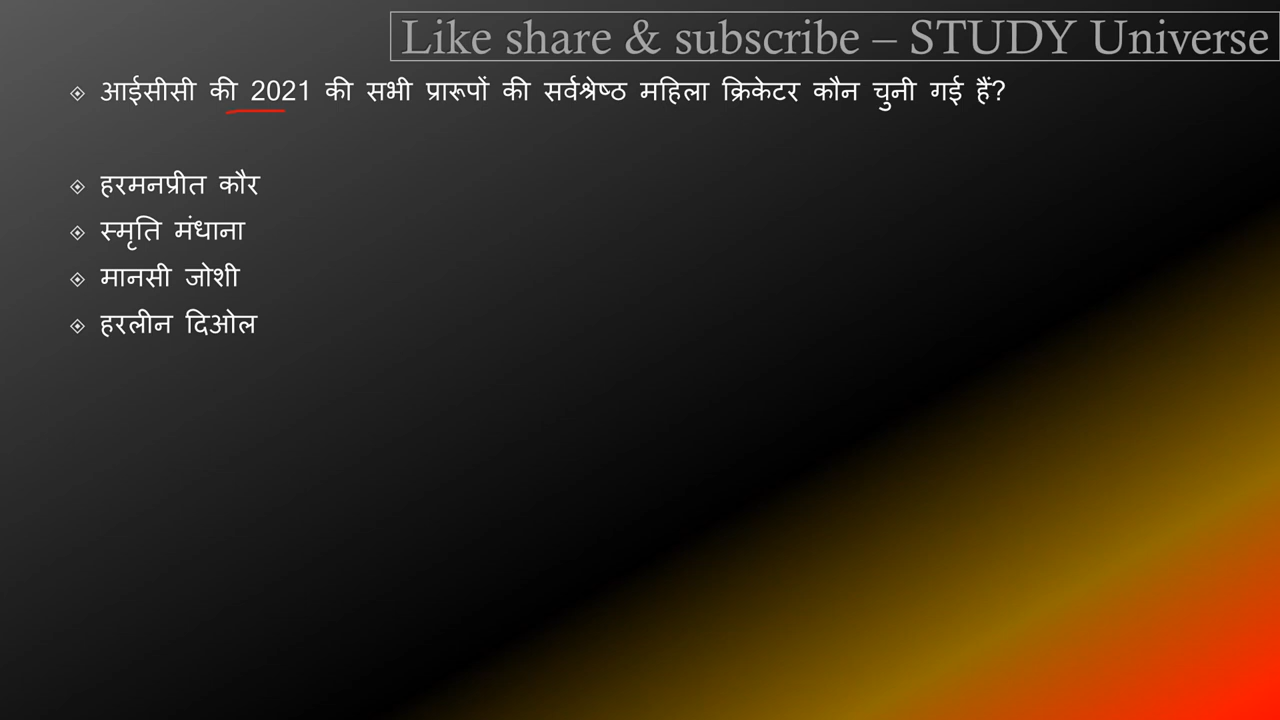 Like share & subscribe – STUDY Universe
आईसीसी की 2021 की सभी प्रारूपों की सर्वश्रेष्ठ महिला क्रिकेटर कौन चुनी गई हैं?
हरमनप्रीत कौर
स्मृति मंधाना
मानसी जोशी
हरलीन दिओल